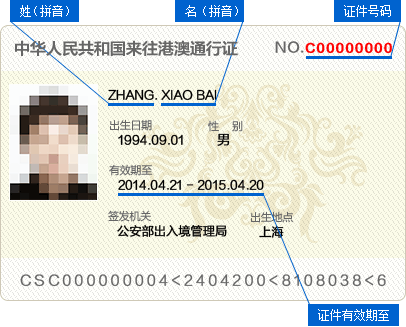 姓(拼音) 名(拼音) 证件号码
中华人民共和国来往港澳通行证 NO.C00000000
ZHANG. XIAO BAI
出生日期 性 别
1994.09.01 男
有效期至
2014.04.21 - 2015.04.20
签发机关 出生地点
公安部出入境管理局 上海
CSC000000004<2404200<8108038<6
证件有效期至